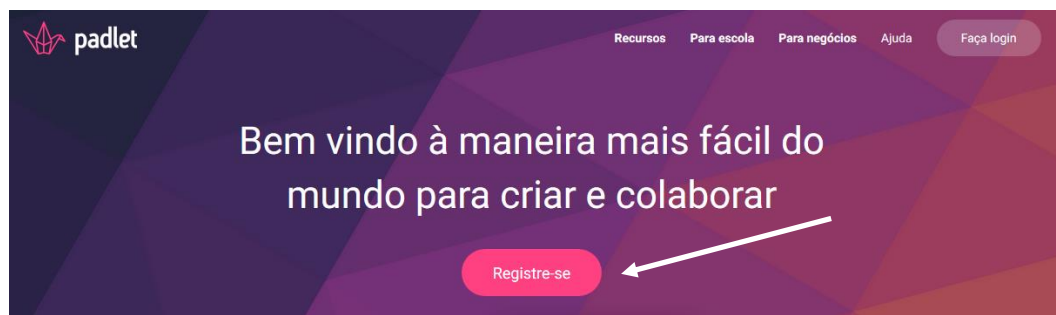 padlet
Recursos Para escola Para negócios Ajuda Faça login
Bem vindo à maneira mais fácil do
mundo para criar e colaborar
Registre-se